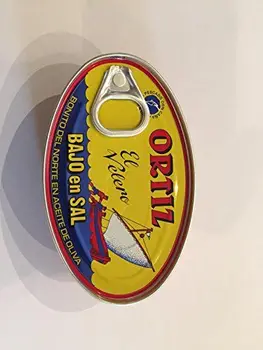 ORTIZ
El
Velero
BAJO en SAL
BONITO DEL NORTE EN ACEITE DE OLIVA